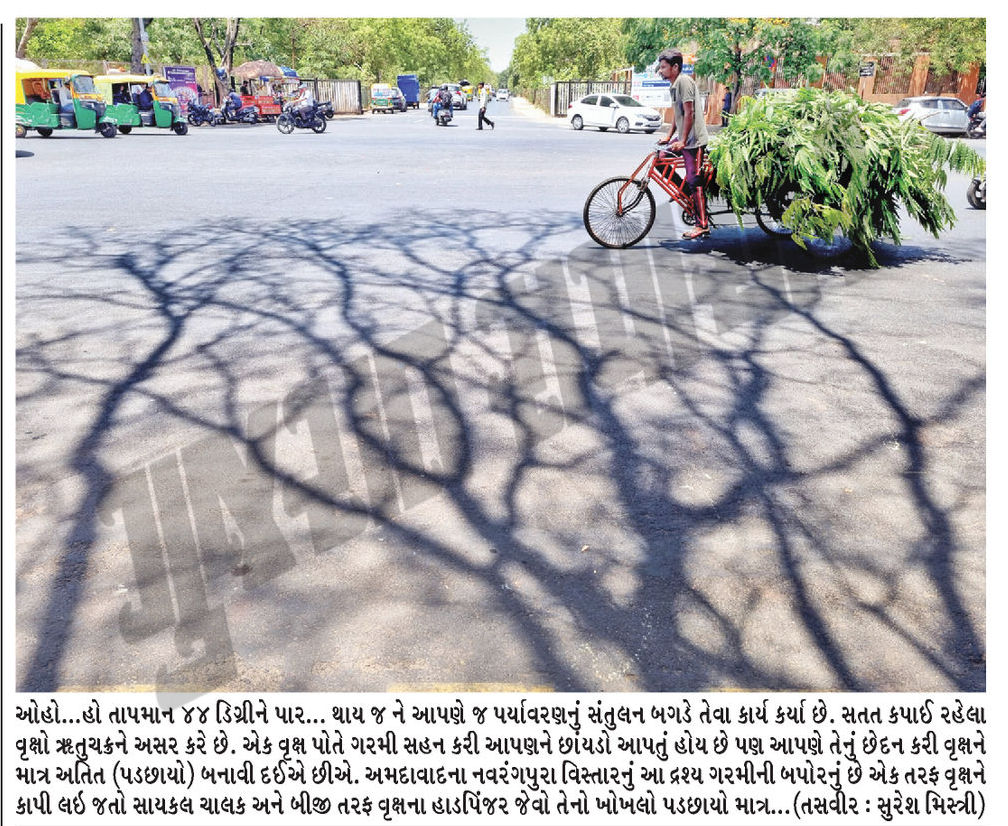 ઓહો...હો તાપમાન ૪૪ ડિગ્રીને પાર... થાય જ ને આપણે જ પર્યાવરણનું સંતુલન બગડે તેવા કાર્ય કર્યા છે. સતત કપાઈ રહેલા
વૃક્ષો ઋતુચક્રને અસર કરે છે. એક વૃક્ષ પોતે ગરમી સહન કરી આપણને છાંયડો આપતું હોય છે પણ આપણે તેનું છેદન કરી વૃક્ષને
માત્ર અતિત (પડછાયો) બનાવી દઈએ છીએ. અમદાવાદના નવરંગપુરા વિસ્તારનું આ દ્રશ્ય ગરમીની બપોરનું છે એક તરફ વૃક્ષને
કાપી લઇ જતો સાયકલ ચાલક અને બીજી તરફ વૃક્ષના હાડપિંજર જેવો તેનો ખોખલો પડછાયો માત્ર...(તસવીર : સુરેશ મિસ્ત્રી)